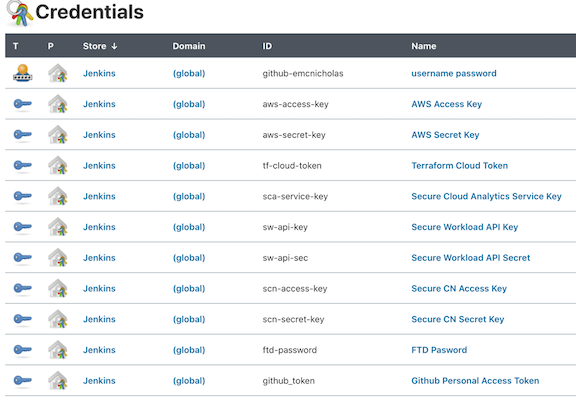 Credentials
T P Store ↓ Domain ID Name
Jenkins (global) github-emcnicholas username password
Jenkins (global) aws-access-key AWS Access Key
Jenkins (global) aws-secret-key AWS Secret Key
Jenkins (global) tf-cloud-token Terraform Cloud Token
Jenkins (global) sca-service-key Secure Cloud Analytics Service Key
Jenkins (global) sw-api-key Secure Workload API Key
Jenkins (global) sw-api-sec Secure Workload API Secret
Jenkins (global) scn-access-key Secure CN Access Key
Jenkins (global) scn-secret-key Secure CN Secret Key
Jenkins (global) ftd-password FTD Pasword
Jenkins (global) github_token Github Personal Access Token